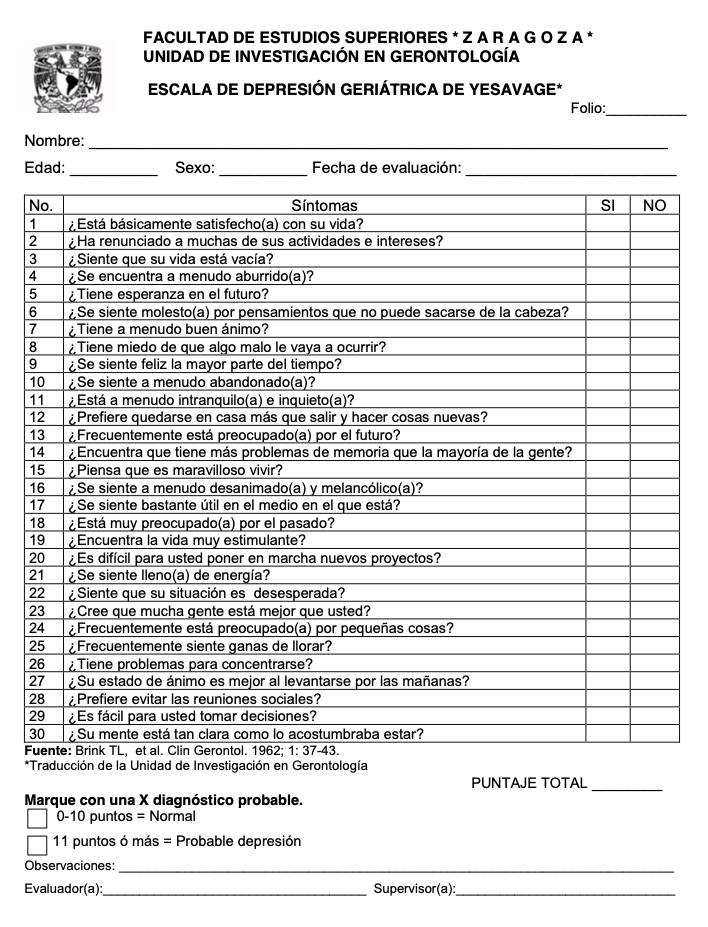 FACULTAD DE ESTUDIOS SUPERIORES * Z A R A G O Z A *
UNIDAD DE INVESTIGACIÓN EN GERONTOLOGÍA
ESCALA DE DEPRESIÓN GERIÁTRICA DE YESAVAGE*
Folio:__________
Nombre: ____________________________________________________________________
Edad: __________ Sexo: __________ Fecha de evaluación: ________________________
No. Síntomas SI NO
1 ¿Está básicamente satisfecho(a) con su vida?
2 ¿Ha renunciado a muchas de sus actividades e intereses?
3 ¿Siente que su vida está vacía?
4 ¿Se encuentra a menudo aburrido(a)?
5 ¿Tiene esperanza en el futuro?
6 ¿Se siente molesto(a) por pensamientos que no puede sacarse de la cabeza?
7 ¿Tiene a menudo buen ánimo?
8 ¿Tiene miedo de que algo malo le vaya a ocurrir?
9 ¿Se siente feliz la mayor parte del tiempo?
10 ¿Se siente a menudo abandonado(a)?
11 ¿Está a menudo intranquilo(a) e inquieto(a)?
12 ¿Prefiere quedarse en casa más que salir y hacer cosas nuevas?
13 ¿Frecuentemente está preocupado(a) por el futuro?
14 ¿Encuentra que tiene más problemas de memoria que la mayoría de la gente?
15 ¿Piensa que es maravilloso vivir?
16 ¿Se siente a menudo desanimado(a) y melancólico(a)?
17 ¿Se siente bastante útil en el medio en el que está?
18 ¿Está muy preocupado(a) por el pasado?
19 ¿Encuentra la vida muy estimulante?
20 ¿Es difícil para usted poner en marcha nuevos proyectos?
21 ¿Se siente lleno(a) de energía?
22 ¿Siente que su situación es desesperada?
23 ¿Cree que mucha gente está mejor que usted?
24 ¿Frecuentemente está preocupado(a) por pequeñas cosas?
25 ¿Frecuentemente siente ganas de llorar?
26 ¿Tiene problemas para concentrarse?
27 ¿Su estado de ánimo es mejor al levantarse por las mañanas?
28 ¿Prefiere evitar las reuniones sociales?
29 ¿Es fácil para usted tomar decisiones?
30 ¿Su mente está tan clara como lo acostumbraba estar?
Fuente: Brink TL, et al. Clin Gerontol. 1962; 1: 37-43.
*Traducción de la Unidad de Investigación en Gerontología
PUNTAJE TOTAL ________
Marque con una X diagnóstico probable.
0-10 puntos = Normal
11 puntos ó más = Probable depresión
Observaciones: ____________________________________________________________________
Evaluador(a):________________________________ Supervisor(a):___________________________